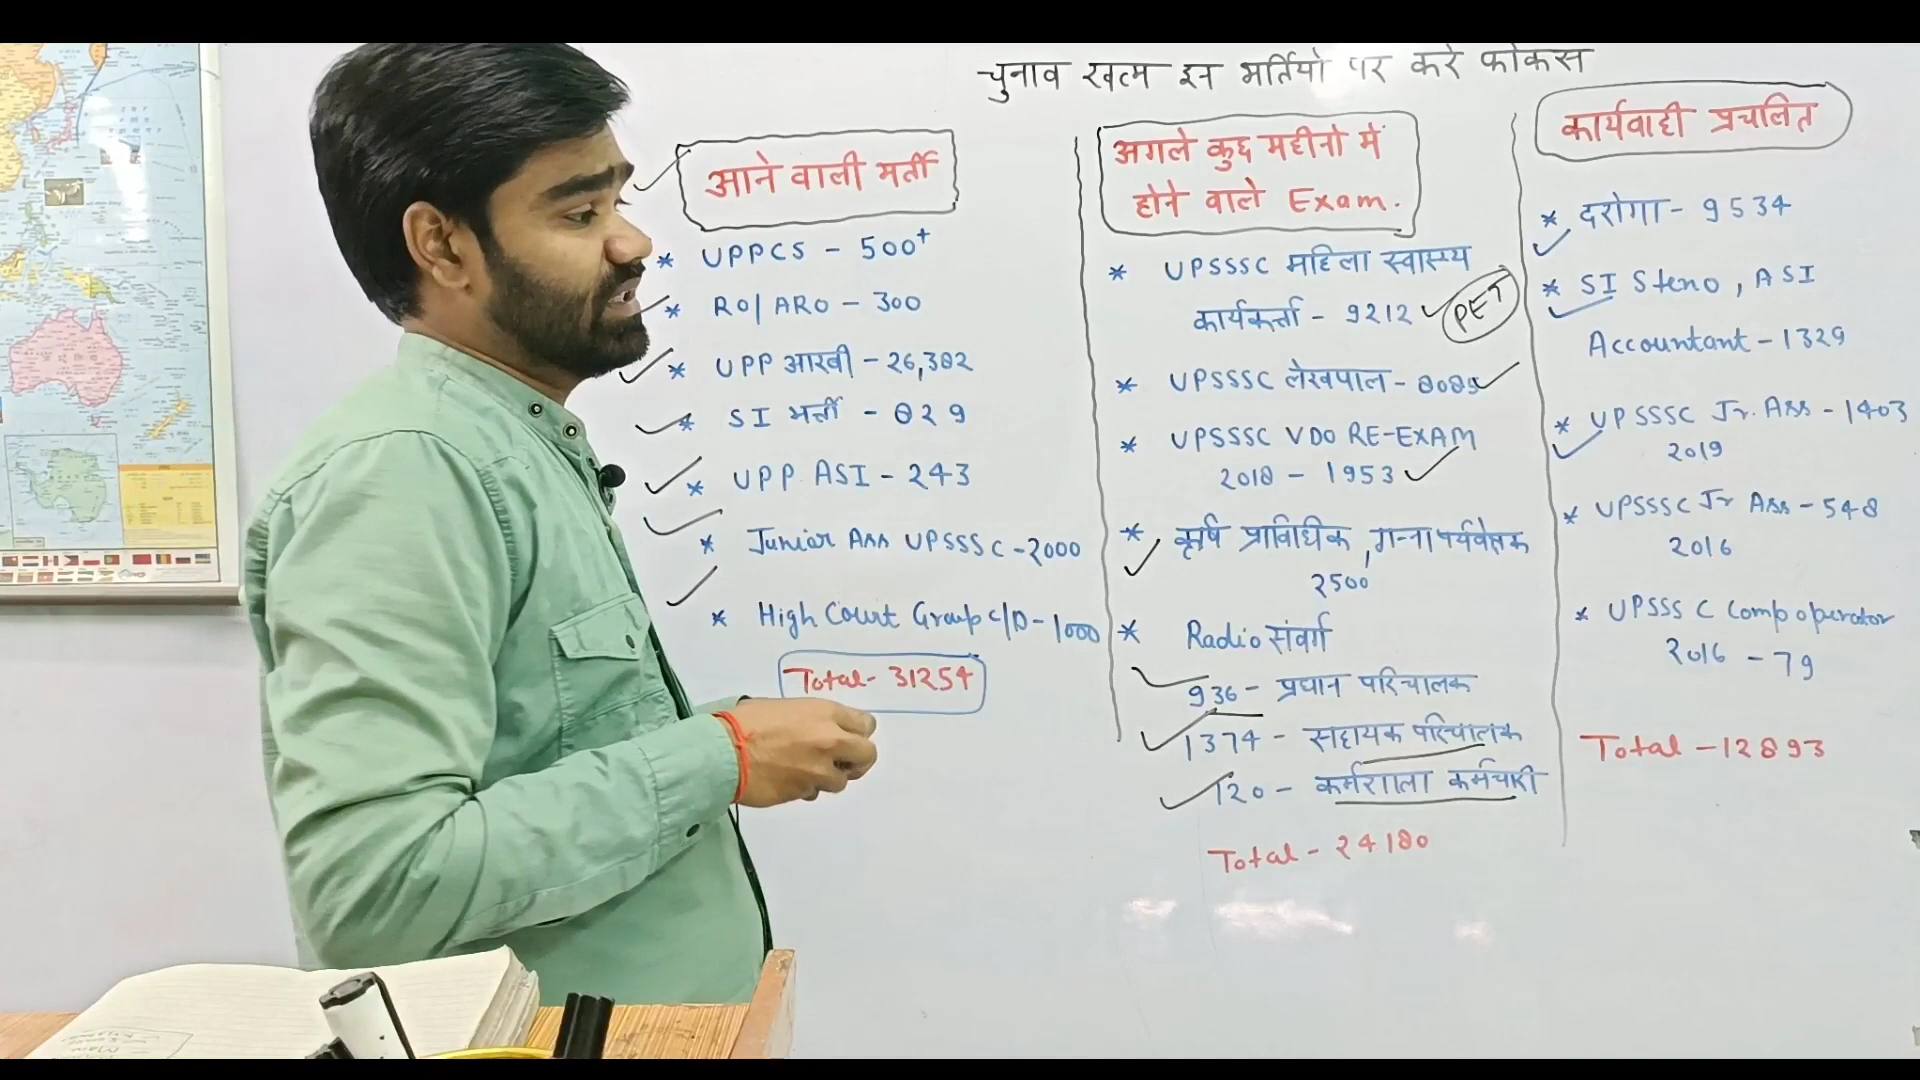 चुनाव खत्म इन भर्तियो पर करे फोकस
आने वाली भर्ती
* UPPCS - 500+
* RO/ARO - 300
* UPP आरक्षी - 26,382
* SI भर्ती - 829
* UPP ASI - 243
* Junior Ass UPSSSC - 2000
* High Court Group C/D - 1000
Total - 31254
अगले कुछ महीनो मे
होने वाले Exam.
* UPSSSC महिला स्वास्थ्य
कार्यकर्त्ता - 9212 PET
* UPSSSC लेखपाल - 8085
* UPSSSC VDO RE-EXAM
2018 - 1953
* कृषि प्राविधिक, गन्ना पर्यवेक्षक
2500
* Radio संवर्ग
936 - प्रधान परिचालक
1374 - सहायक परिचालक
120 - कर्मशाला कर्मचारी
Total - 24180
कार्यवाही प्रचलित
* दरोगा - 9534
* SI Steno, ASI
Accountant - 1329
* UPSSSC Jr. Ass - 1403
2019
* UPSSSC Jr Ass - 548
2016
* UPSSSC Comp operator
2016 - 79
Total - 12893